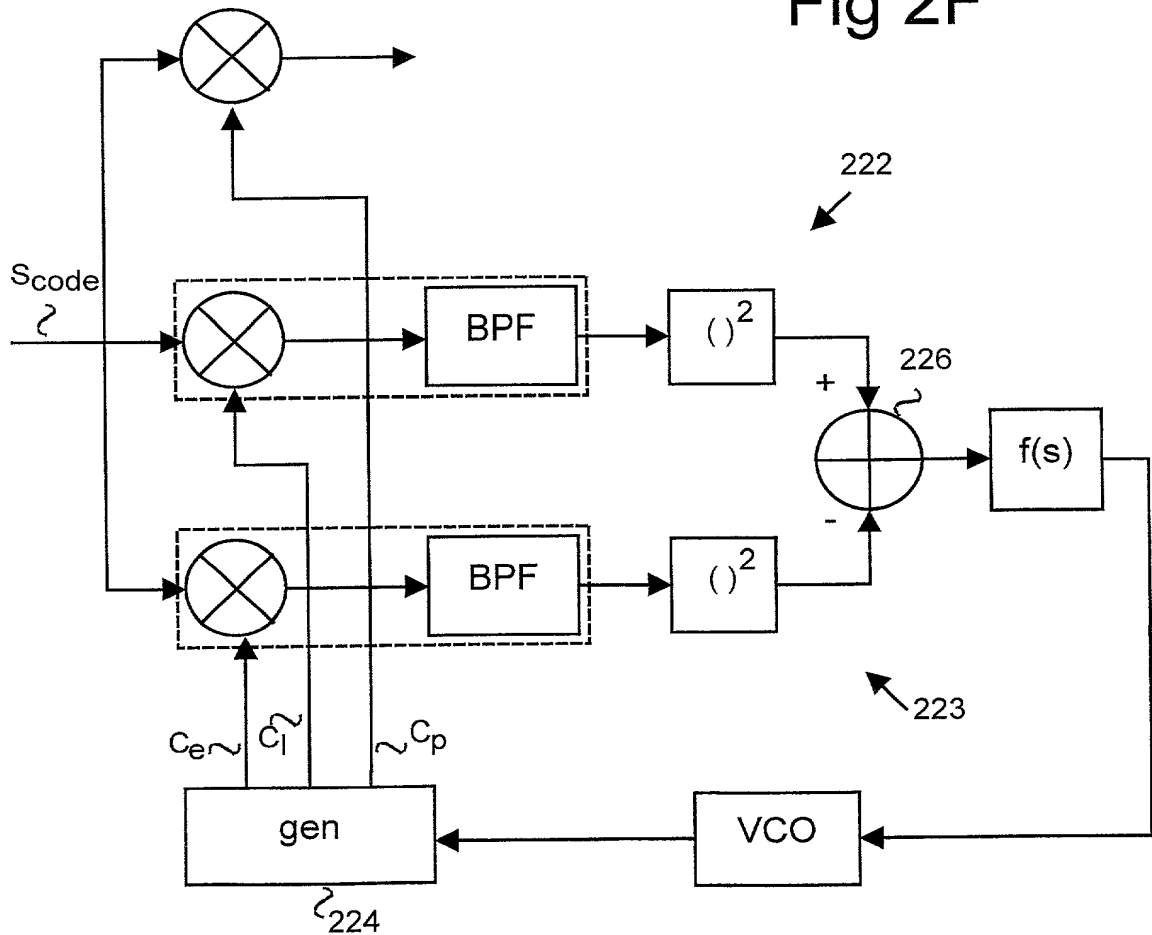 Fig 2F
222
Scode
BPF
( )2
+
226
f(s)
-
BPF
( )2
223
Ce
Cl
Cp
gen
VCO
224